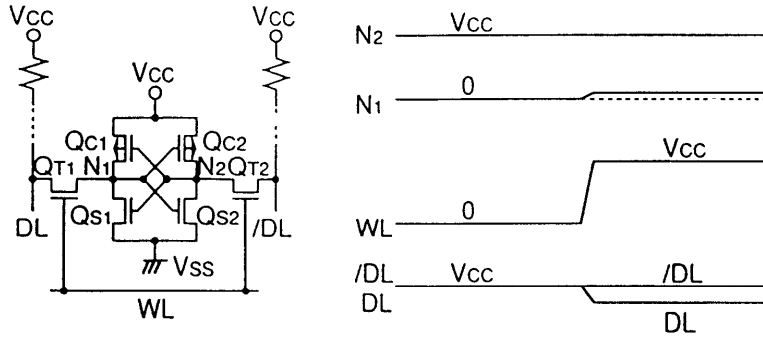 VCC VCC
VCC
QC1 QC2
QT1 N1 N2 QT2
QS1 QS2
DL /DL
VSS
WL
N2 VCC
N1 0
VCC
WL 0
/DL VCC /DL
DL DL